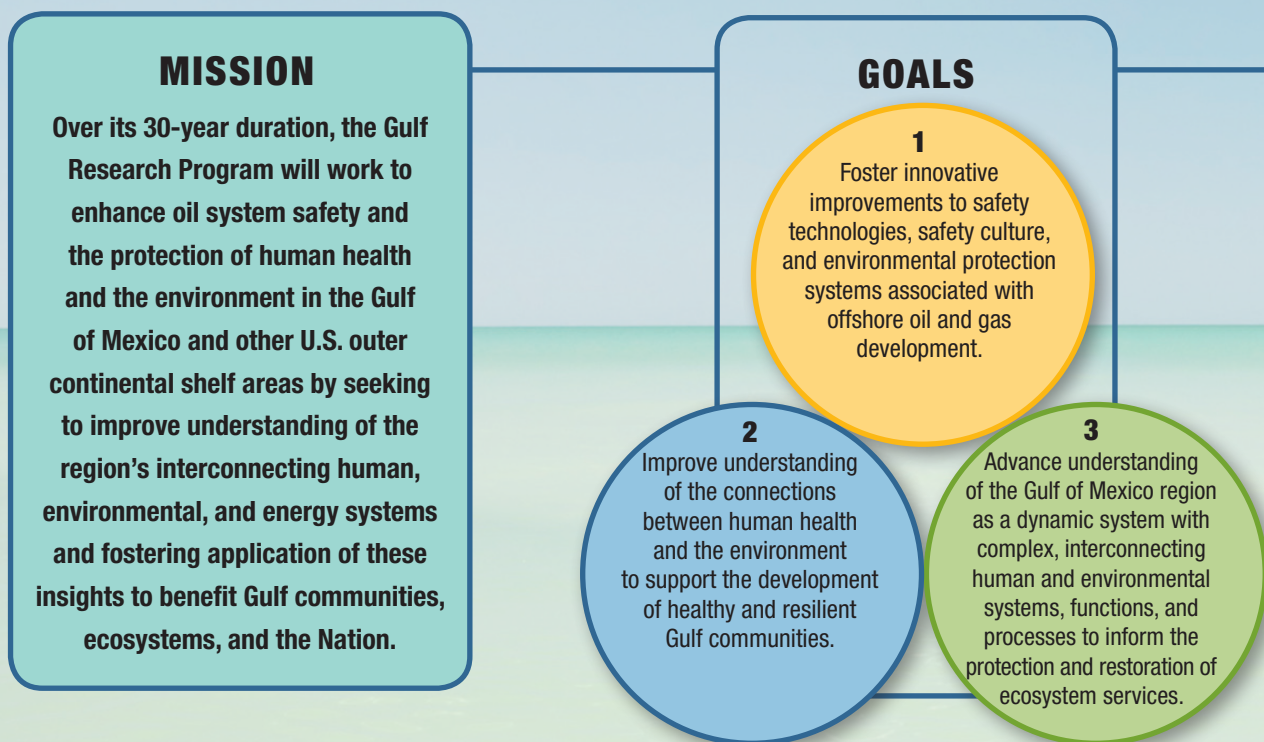 MISSION
Over its 30-year duration, the Gulf
Research Program will work to
enhance oil system safety and
the protection of human health
and the environment in the Gulf
of Mexico and other U.S. outer
continental shelf areas by seeking
to improve understanding of the
region's interconnecting human,
environmental, and energy systems
and fostering application of these
insights to benefit Gulf communities,
ecosystems, and the Nation.
GOALS
1
Foster innovative
improvements to safety
technologies, safety culture,
and environmental protection
systems associated with
offshore oil and gas
development.
2
Improve understanding
of the connections
between human health
and the environment
to support the development
of healthy and resilient
Gulf communities.
3
Advance understanding
of the Gulf of Mexico region
as a dynamic system with
complex, interconnecting
human and environmental
systems, functions, and
processes to inform the
protection and restoration of
ecosystem services.